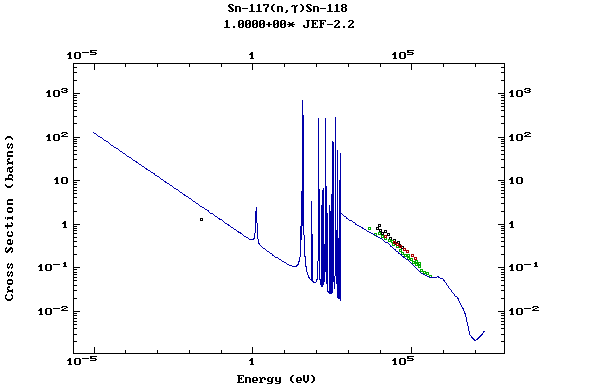 Sn-117(n,γ)Sn-118
1.0000+00* JEF-2.2
10⁻⁵ 1 10⁵
10³ 10³
10² 10²
10 10
1 1
10⁻¹ 10⁻¹
10⁻² 10⁻²
10⁻⁵ 1 10⁵
Cross Section (barns)
Energy (eV)